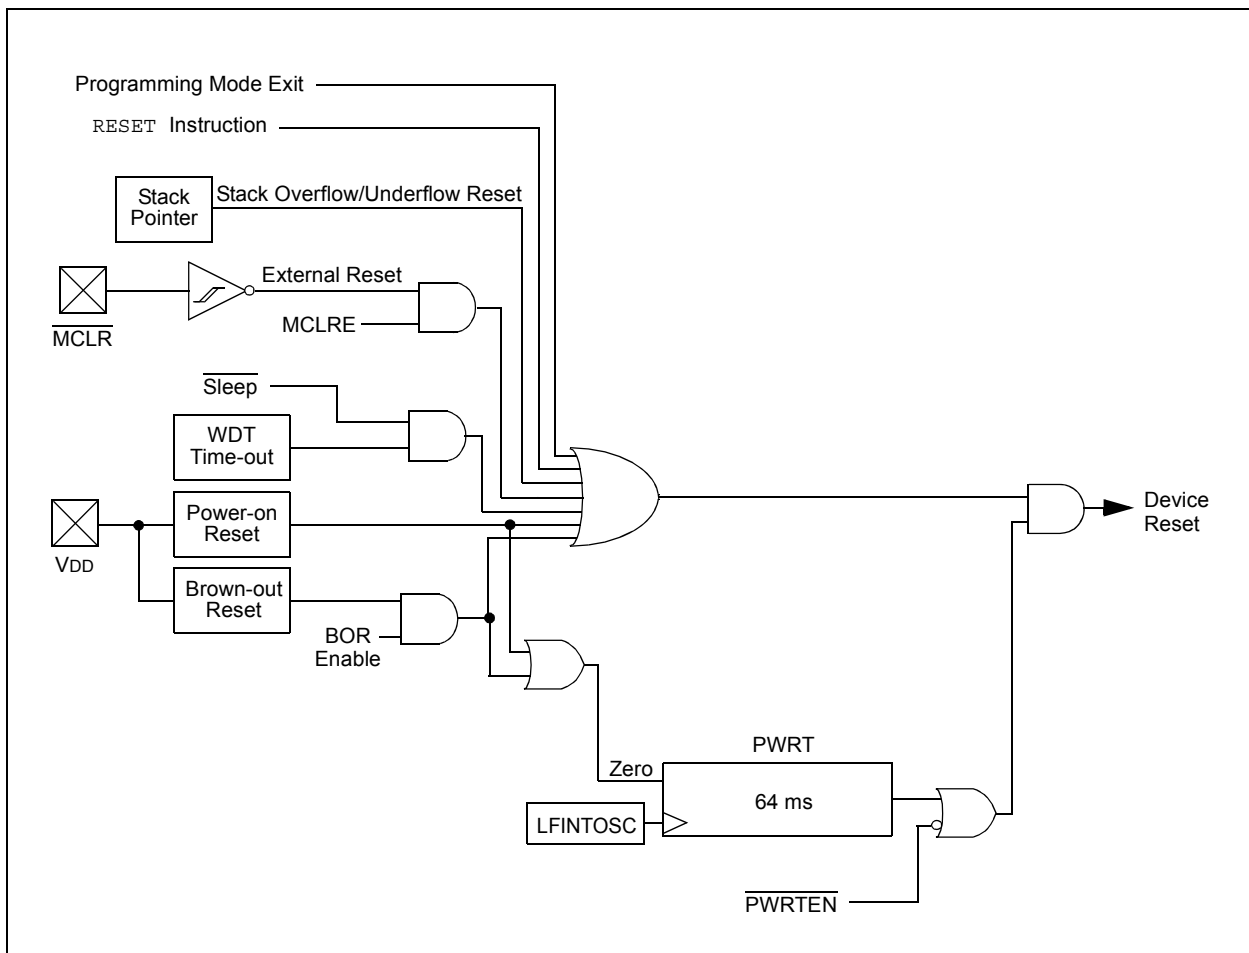 Programming Mode Exit
RESET Instruction
Stack Overflow/Underflow Reset
Stack
Pointer
External Reset
MCLRE
MCLR
Sleep
WDT
Time-out
Power-on
Reset
VDD
Brown-out
Reset
BOR
Enable
Device
Reset
PWRT
Zero
64 ms
LFINTOSC
PWRTEN